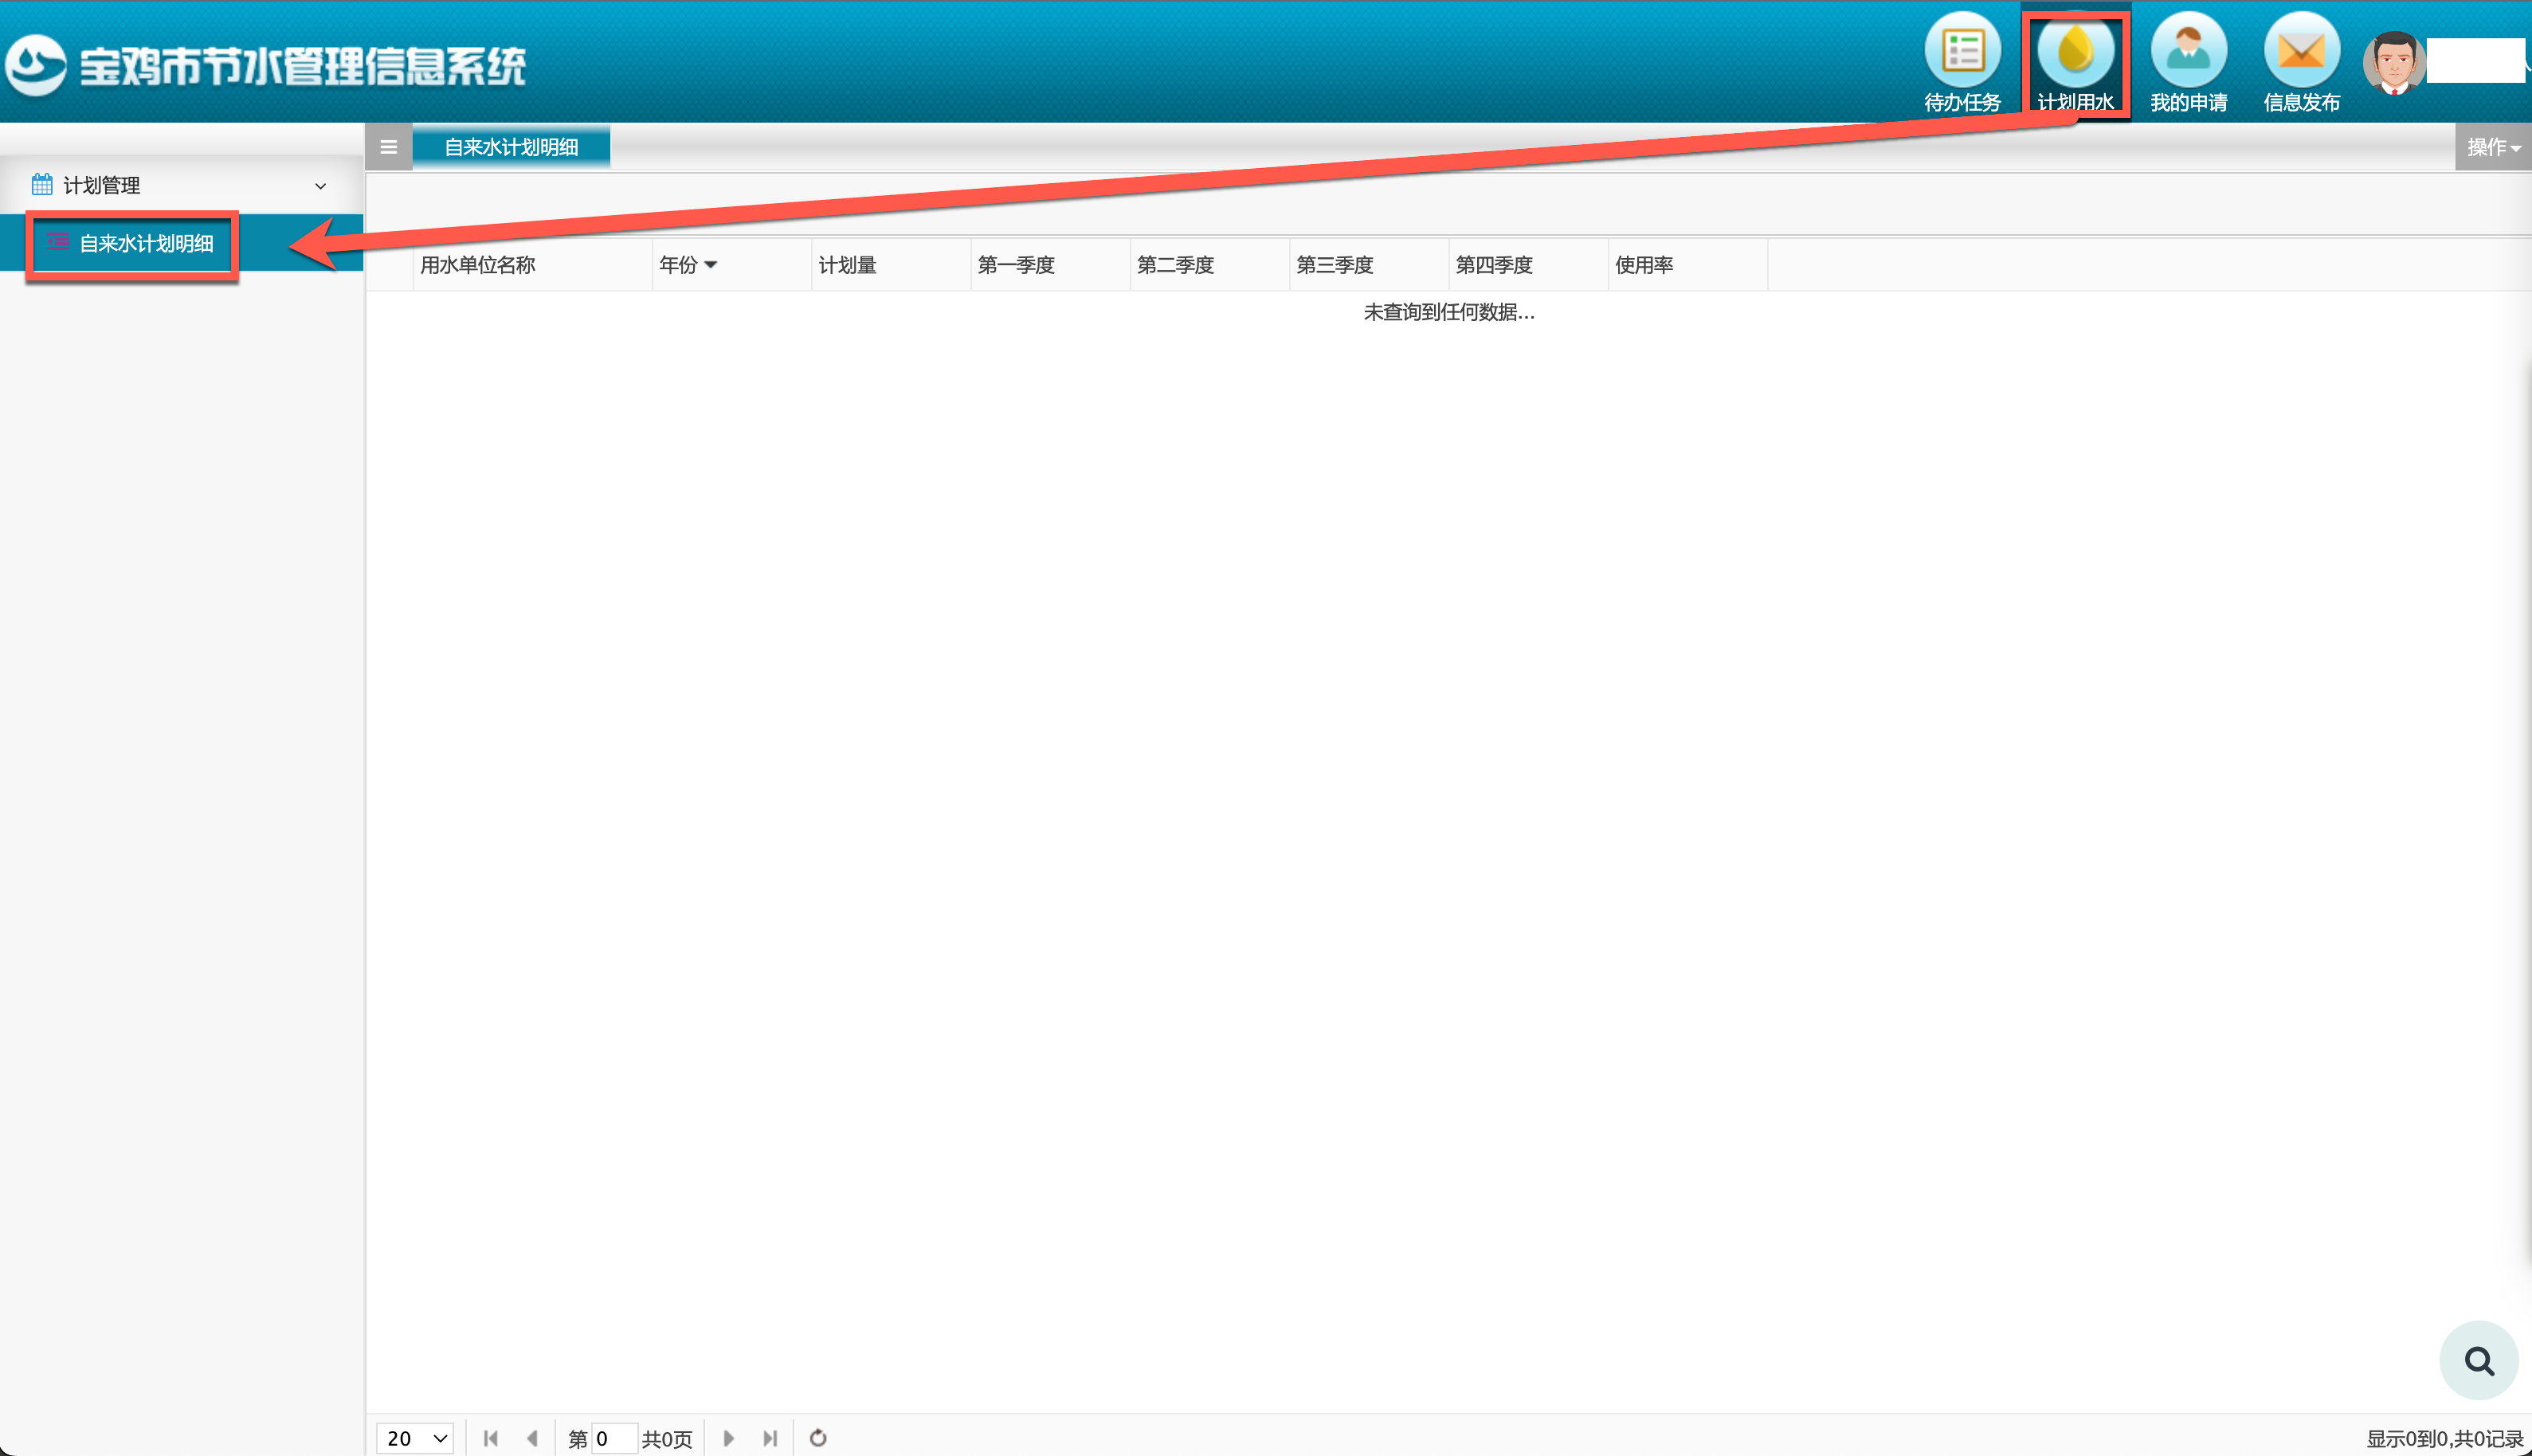 宝鸡市节水管理信息系统
待办任务 计划用水 我的申请 信息发布
自来水计划明细 操作
计划管理
自来水计划明细
用水单位名称 年份 计划量 第一季度 第二季度 第三季度 第四季度 使用率
未查询到任何数据...
20 第 0 共0页 显示0到0,共0记录